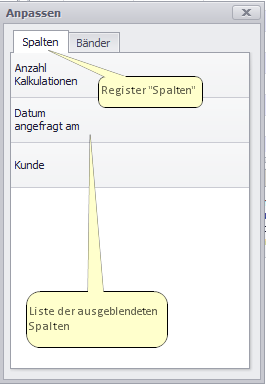 Anpassen
Spalten
Bänder
Anzahl
Kalkulationen
Register "Spalten"
Datum
angefragt am
Kunde
Liste der ausgeblendeten
Spalten